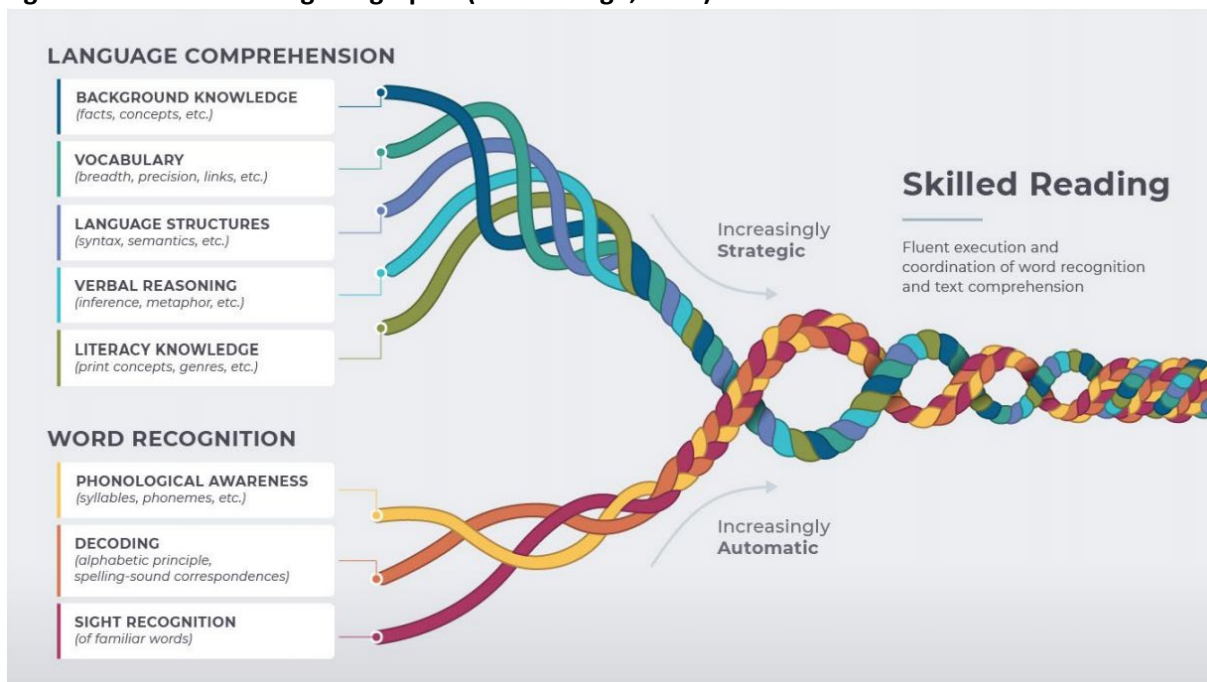 LANGUAGE COMPREHENSION
BACKGROUND KNOWLEDGE
(facts, concepts, etc.)
VOCABULARY
(breadth, precision, links, etc.)
LANGUAGE STRUCTURES
(syntax, semantics, etc.)
VERBAL REASONING
(inference, metaphor, etc.)
LITERACY KNOWLEDGE
(print concepts, genres, etc.)
WORD RECOGNITION
PHONOLOGICAL AWARENESS
(syllables, phonemes, etc.)
DECODING
(alphabetic principle,
spelling-sound correspondences)
SIGHT RECOGNITION
(of familiar words)
Increasingly
Strategic
Increasingly
Automatic
Skilled Reading
Fluent execution and
coordination of word recognition
and text comprehension